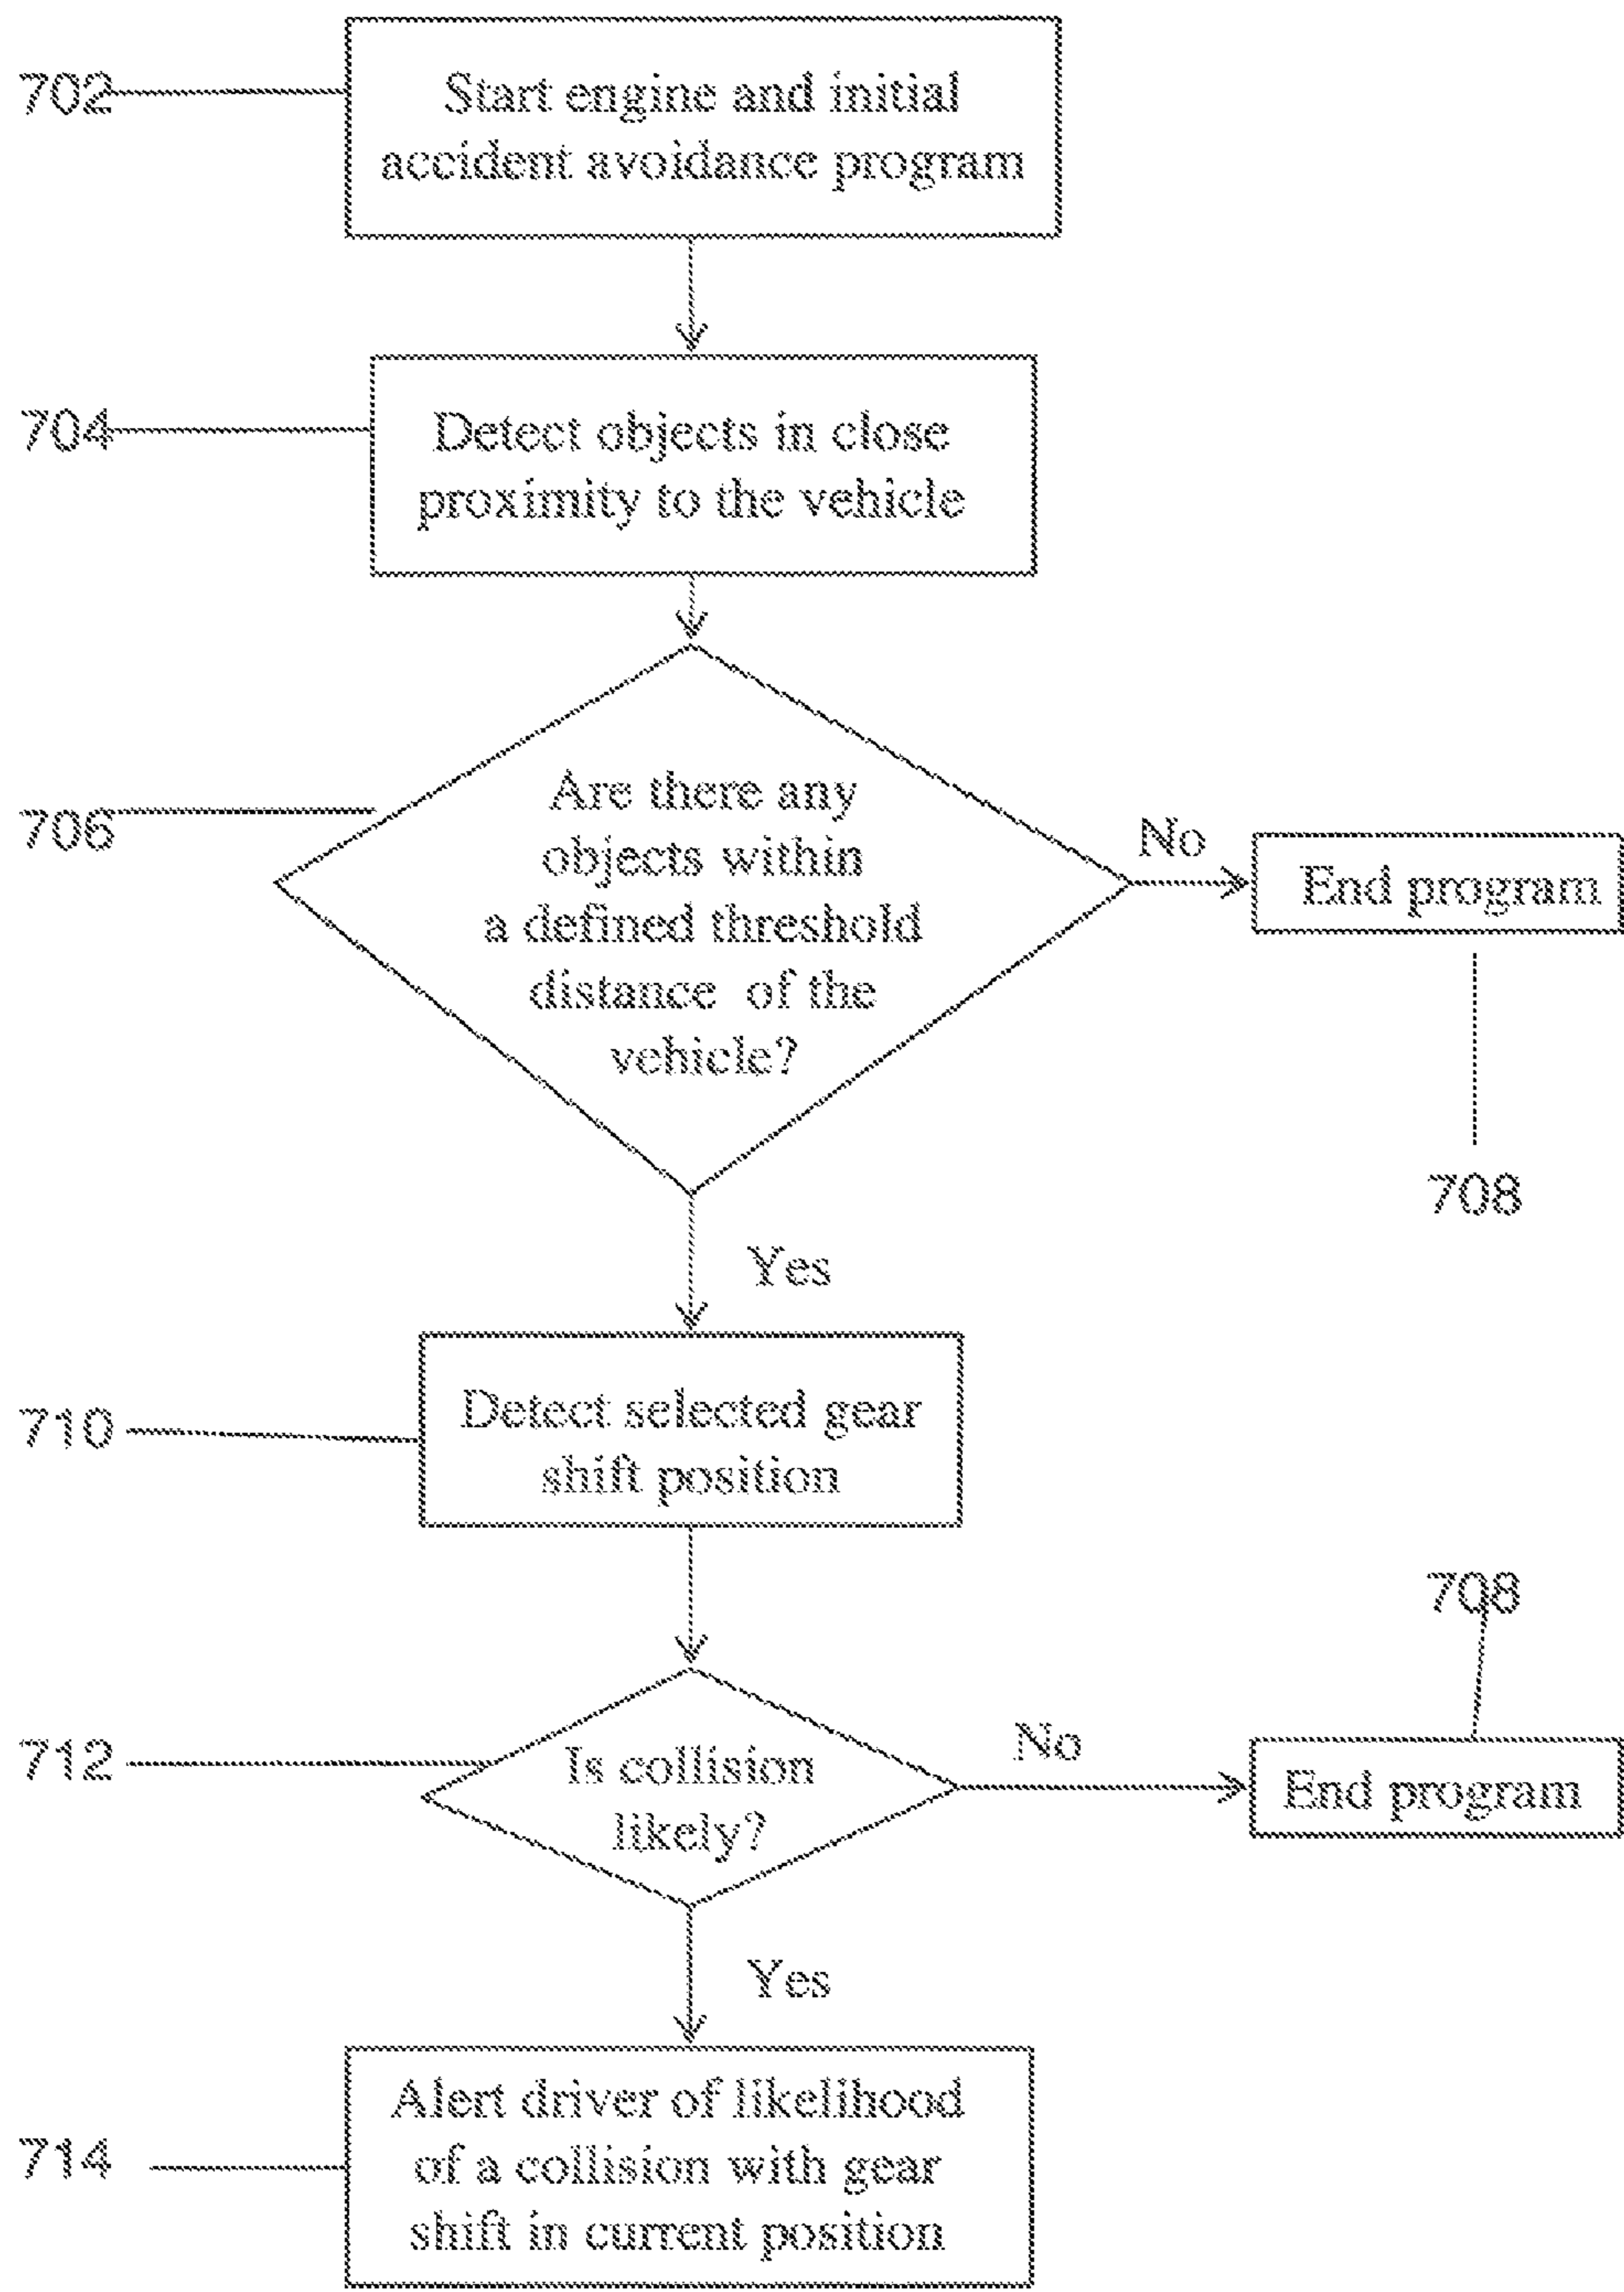 702
Start engine and initial
accident avoidance program
704
Detect objects in close
proximity to the vehicle
706
Are there any
objects within
a defined threshold
distance of the
vehicle?
No
End program
708
Yes
710
Detect selected gear
shift position
708
712
Is collision
likely?
No
End program
Yes
714
Alert driver of likelihood
of a collision with gear
shift in current position